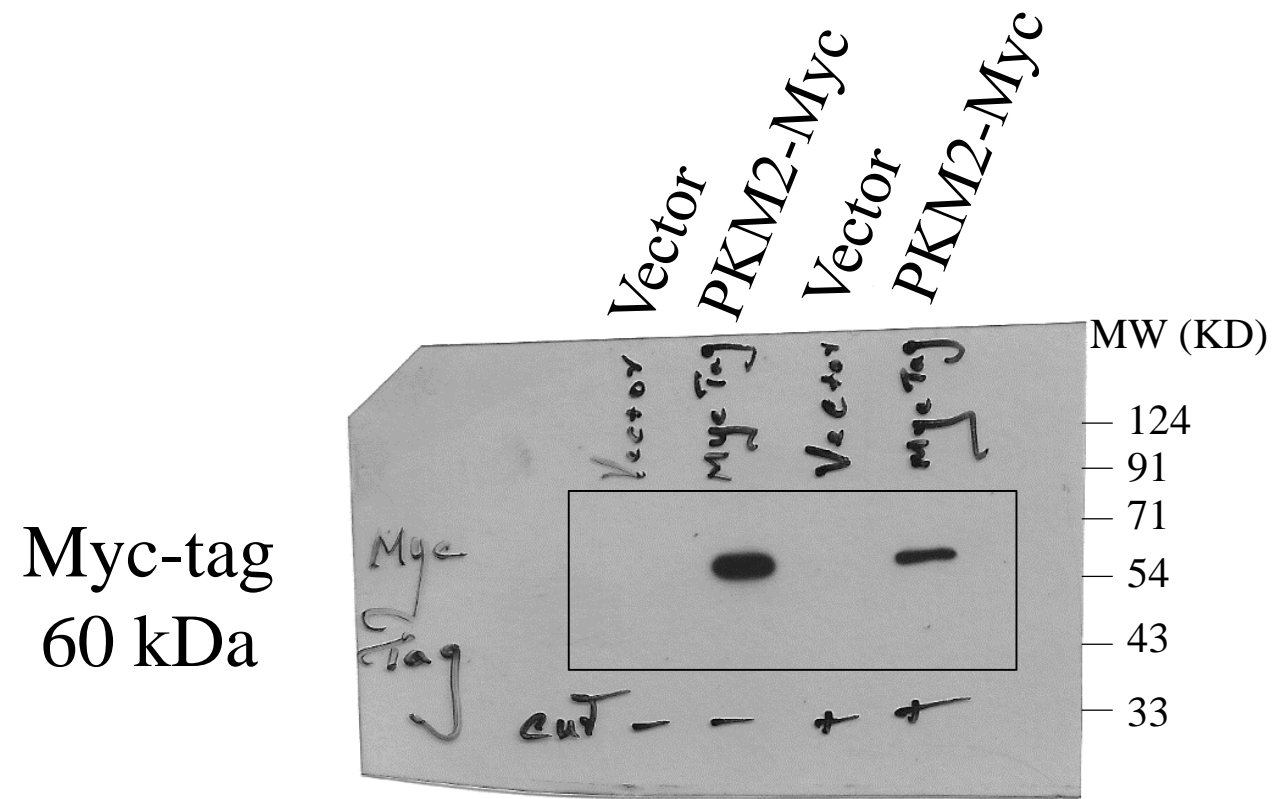 Vector
PKM2-Myc
Vector
PKM2-Myc
MW (KD)
Vector
Myc Tag
Vector
Myc Tag
124
91
71
54
43
33
Myc-tag
60 kDa
Myc
Tag
cur - - + +